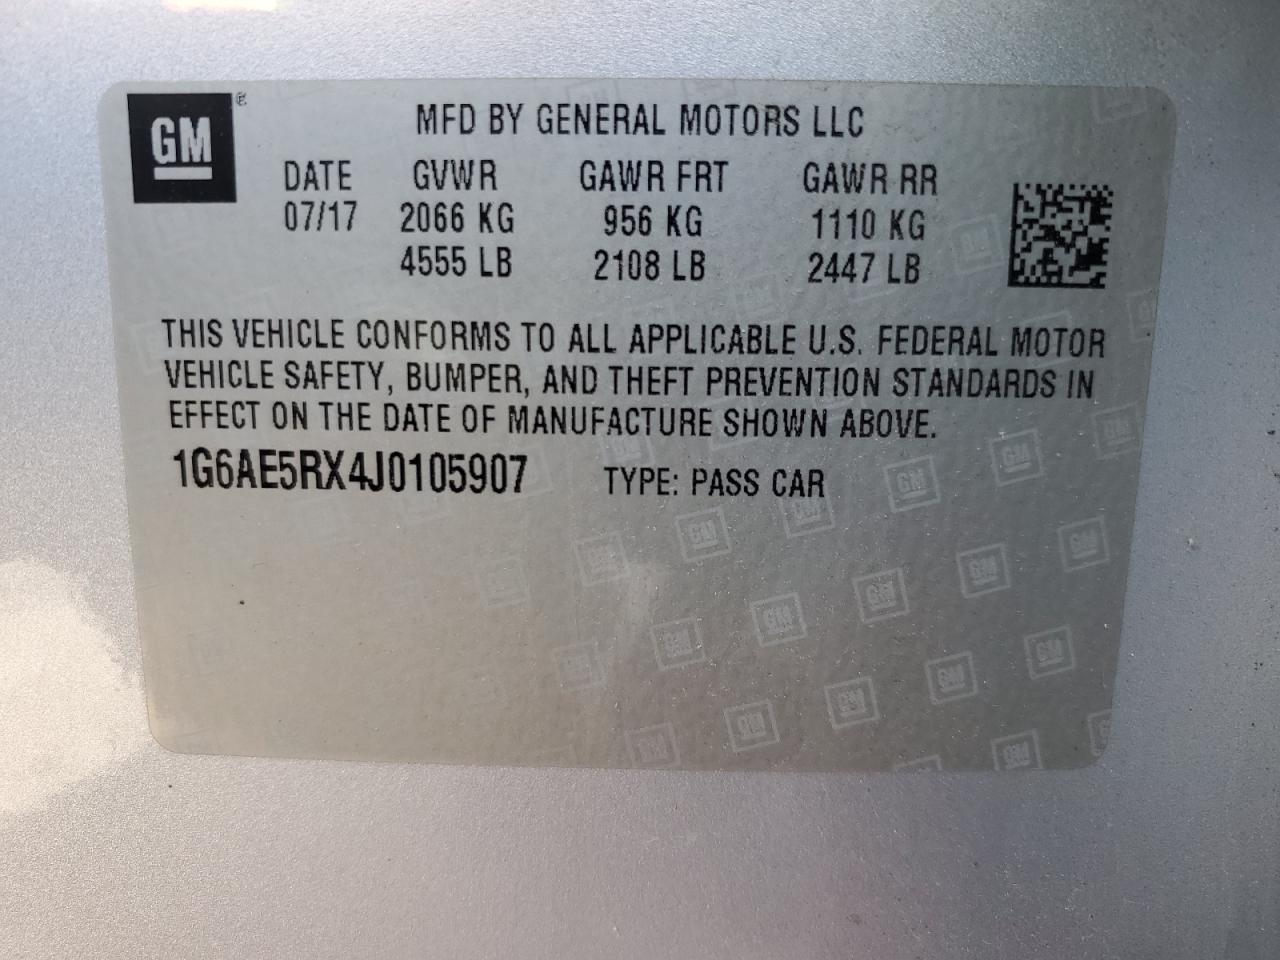 GM ®
MFD BY GENERAL MOTORS LLC
DATE GVWR GAWR FRT GAWR RR
07/17 2066 KG 956 KG 1110 KG
4555 LB 2108 LB 2447 LB
THIS VEHICLE CONFORMS TO ALL APPLICABLE U.S. FEDERAL MOTOR
VEHICLE SAFETY, BUMPER, AND THEFT PREVENTION STANDARDS IN
EFFECT ON THE DATE OF MANUFACTURE SHOWN ABOVE.
1G6AE5RX4J0105907 TYPE: PASS CAR